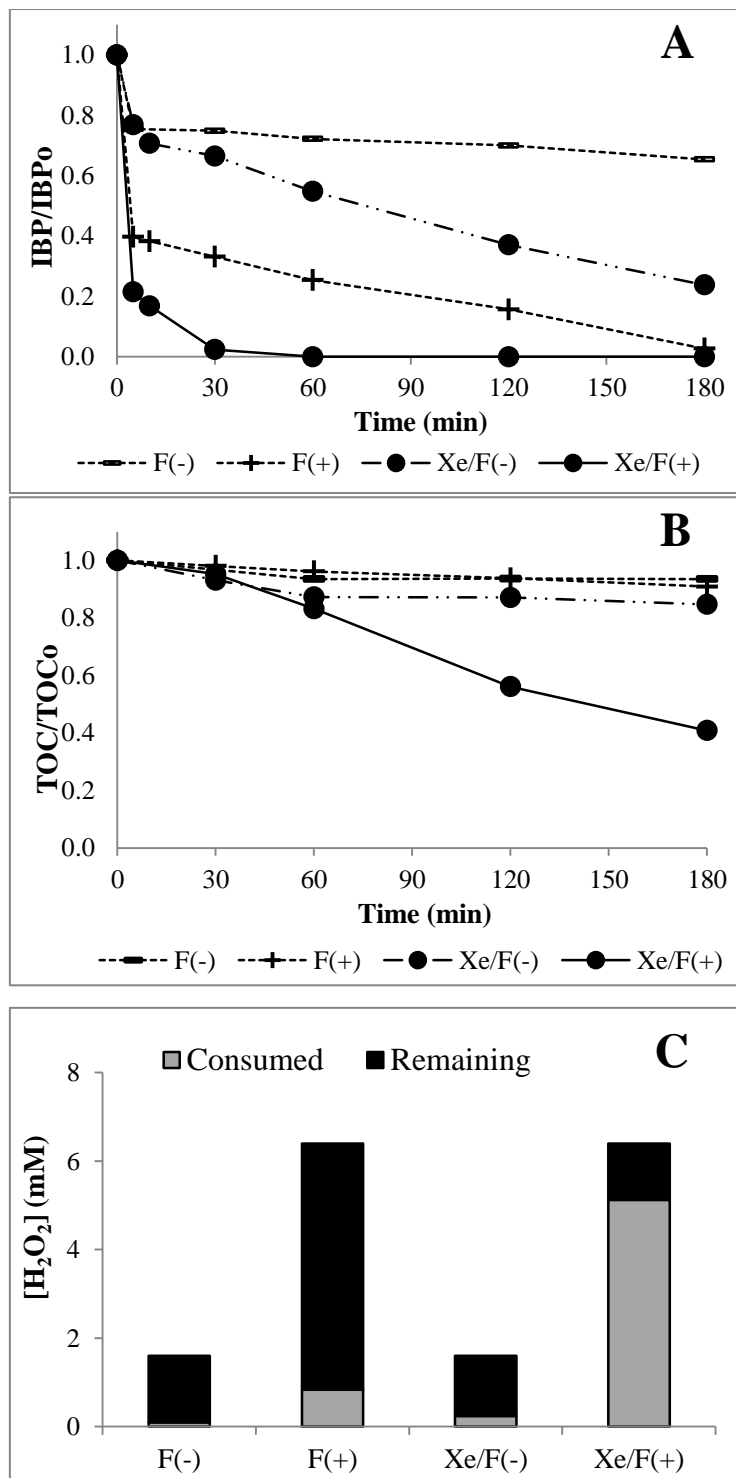 A
1.0
0.8
0.6
0.4
0.2
0.0
IBP/IBPo
0 30 60 90 120 150 180
Time (min)
F(-) F(+) Xe/F(-) Xe/F(+)
B
1.0
0.8
0.6
0.4
0.2
0.0
TOC/TOCo
0 30 60 90 120 150 180
Time (min)
F(-) F(+) Xe/F(-) Xe/F(+)
C
Consumed Remaining
8
6
4
2
0
[H₂O₂] (mM)
F(-) F(+) Xe/F(-) Xe/F(+)